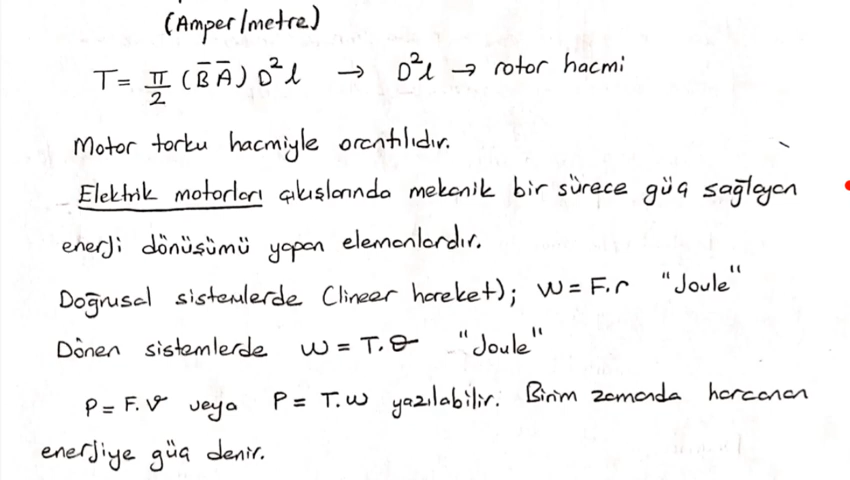 (Amper/metre)
T = π/2 (B̄ Ā) D²l → D²l → rotor hacmi
Motor torku hacmiyle orantılıdır.
Elektrik motorları çıkışlarında mekanik bir sürece güç sağlayan
enerji dönüşümü yapan elemanlardır.
Doğrusal sistemlerde (lineer hareket); W = F.r "Joule"
Dönen sistemlerde W = T.θ "Joule"
P = F.V veya P = T.w yazılabilir. Birim zamanda harcanan
enerjiye güç denir.